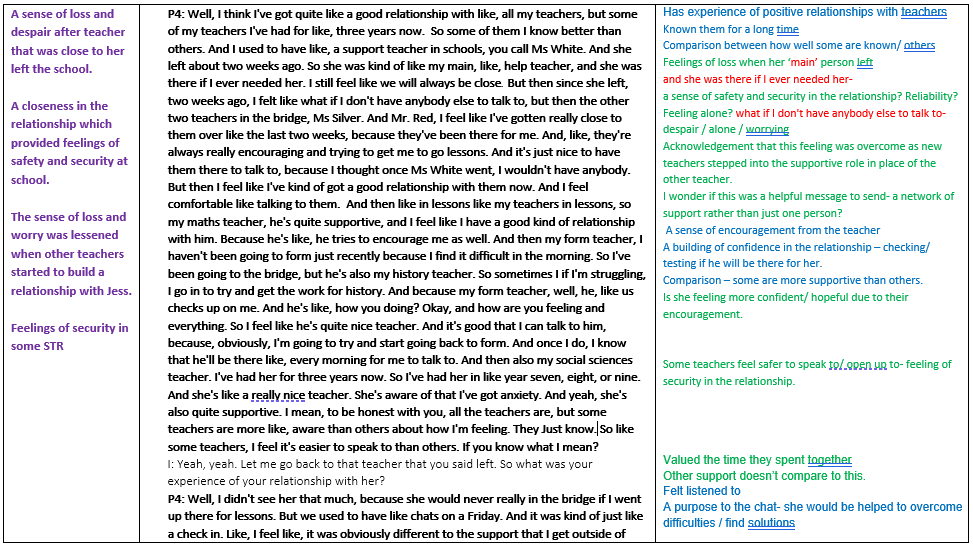 A sense of loss and
despair after teacher
that was close to her
left the school.
A closeness in the
relationship which
provided feelings of
safety and security at
school.
The sense of loss and
worry was lessened
when other teachers
started to build a
relationship with Jess.
Feelings of security in
some STR
P4: Well, I think I've got quite like a good relationship with like, all my teachers, but some
of my teachers I've had for like, three years now.  So some of them I know better than
others. And I used to have like, a support teacher in schools, you call Ms White. And she
left about two weeks ago. So she was kind of like my main, like, help teacher, and she was
there if I ever needed her. I still feel like we will always be close. But then since she left,
two weeks ago, I felt like what if I don't have anybody else to talk to, but then the other
two teachers in the bridge, Ms Silver. And Mr. Red, I feel like I've gotten really close to
them over like the last two weeks, because they've been there for me. And, like, they're
always really encouraging and trying to get me to go lessons. And it's just nice to have
them there to talk to, because I thought once Ms White went, I wouldn't have anybody.
But then I feel like I've kind of got a good relationship with them now. And I feel
comfortable like talking to them.  And then like in lessons like my teachers in lessons, so
my maths teacher, he's quite supportive, and I feel like I have a good kind of relationship
with him. Because he's like, he tries to encourage me as well. And then my form teacher, I
haven't been going to form just recently because I find it difficult in the morning. So I've
been going to the bridge, but he's also my history teacher. So sometimes I if I'm struggling,
I go in to try and get the work for history. And because my form teacher, well, he, like us
checks up on me. And he's like, how you doing? Okay, and how are you feeling and
everything. So I feel like he's quite nice teacher. And it's good that I can talk to him,
because, obviously, I'm going to try and start going back to form. And once I do, I know
that he'll be there like, every morning for me to talk to. And then also my social sciences
teacher. I've had her for three years now. So I've had her in like year seven, eight, or nine.
And she's like a really nice teacher. She's aware of that I've got anxiety. And yeah, she's
also quite supportive. I mean, to be honest with you, all the teachers are, but some
teachers are more like, aware than others about how I'm feeling. They Just know. So like
some teachers, I feel it's easier to speak to than others. If you know what I mean?
I: Yeah, yeah. Let me go back to that teacher that you said left. So what was your
experience of your relationship with her?
P4: Well, I didn't see her that much, because she would never really in the bridge if I went
up there for lessons. But we used to have like chats on a Friday. And it was kind of just like
a check in. Like, I feel like, it was obviously different to the support that I get outside of
Has experience of positive relationships with teachers
Known them for a long time
Comparison between how well some are known/ others
Feelings of loss when her 'main' person left
and she was there if I ever needed her-
a sense of safety and security in the relationship? Reliability?
Feeling alone? what if I don't have anybody else to talk to-
despair / alone / worrying
Acknowledgement that this feeling was overcome as new
teachers stepped into the supportive role in place of the
other teacher.
I wonder if this was a helpful message to send- a network of
support rather than just one person?
A sense of encouragement from the teacher
A building of confidence in the relationship – checking/
testing if he will be there for her.
Comparison – some are more supportive than others.
Is she feeling more confident/ hopeful due to their
encouragement.
Some teachers feel safer to speak to/ open up to- feeling of
security in the relationship.
Valued the time they spent together
Other support doesn't compare to this.
Felt listened to
A purpose to the chat- she would be helped to overcome
difficulties / find solutions